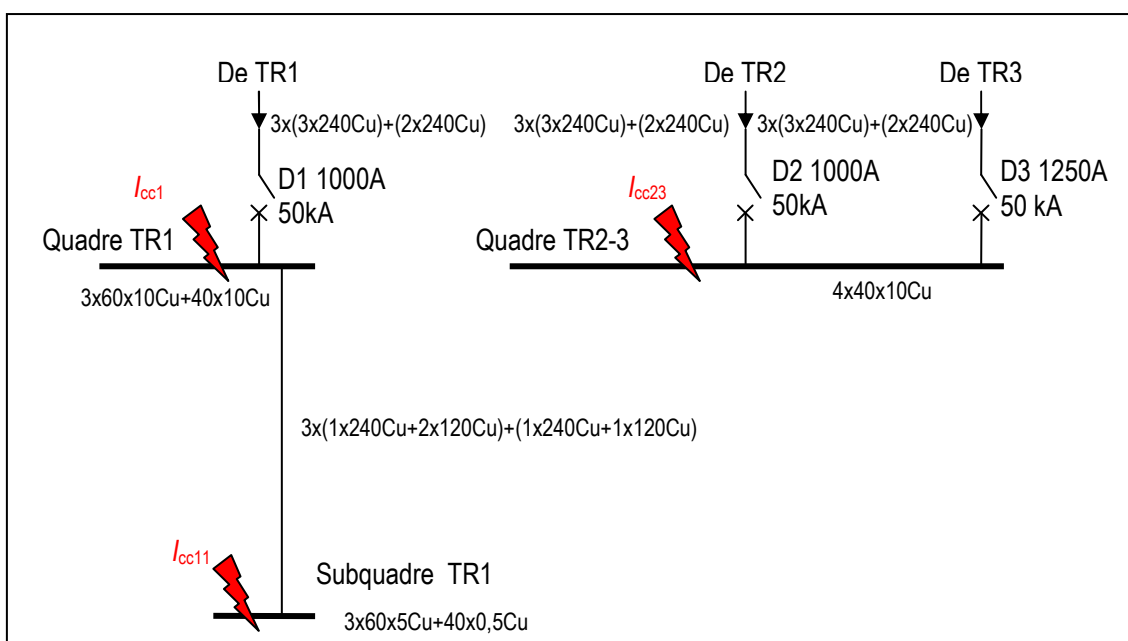 De TR1
De TR2
De TR3
3x(3x240Cu)+(2x240Cu)
3x(3x240Cu)+(2x240Cu)
3x(3x240Cu)+(2x240Cu)
D1 1000A
50kA
D2 1000A
50kA
D3 1250A
50 kA
Icc1
Icc23
Quadre TR1
Quadre TR2-3
3x60x10Cu+40x10Cu
4x40x10Cu
3x(1x240Cu+2x120Cu)+(1x240Cu+1x120Cu)
Icc11
Subquadre TR1
3x60x5Cu+40x0,5Cu